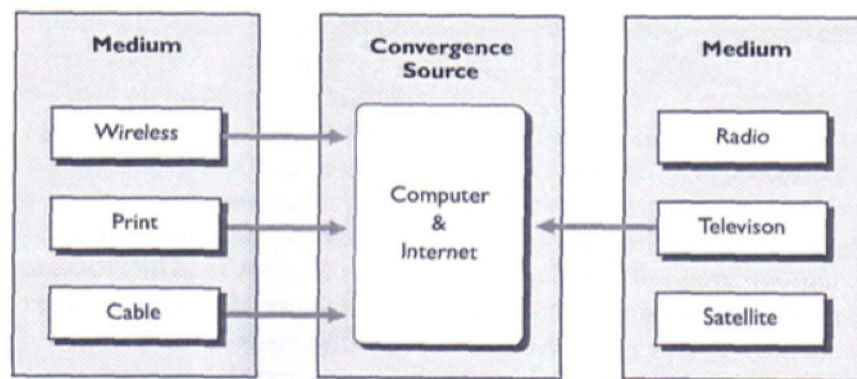 Medium
Wireless
Print
Cable
Convergence
Source
Computer
&
Internet
Medium
Radio
Televison
Satellite